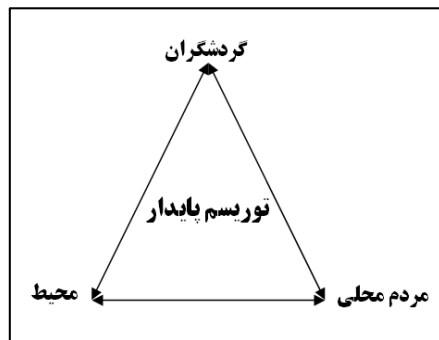 گردشگران
توریسم پایدار
مردم محلی
محیط